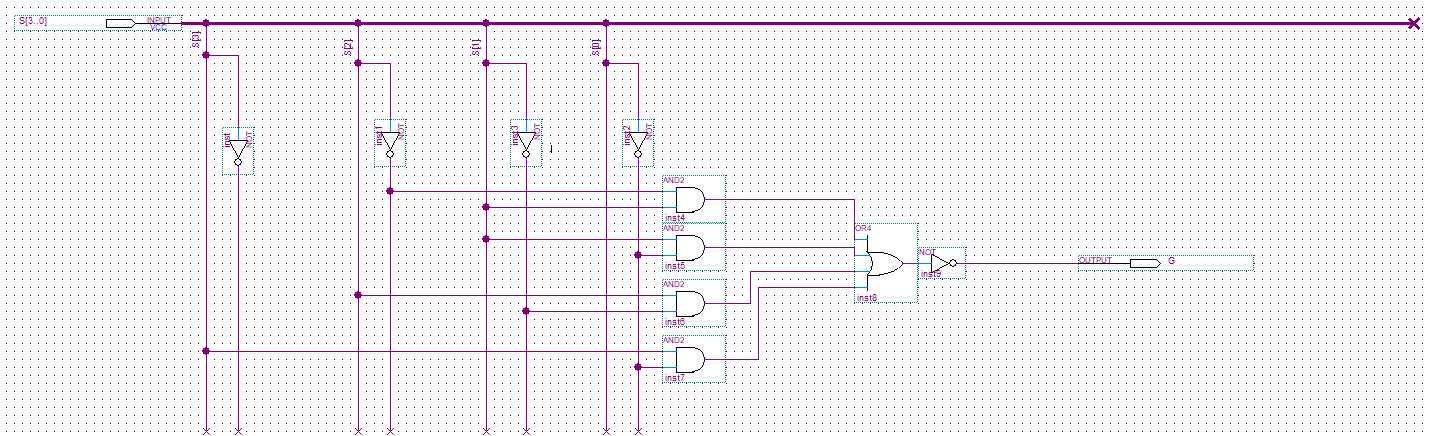 S[3..0] INPUT
VCC
S[3]
S[2]
S[1]
S[0]
inst NOT
inst1 NOT
inst3 NOT
inst2 NOT
AND2
inst4
AND2
inst5
AND2
inst6
AND2
inst7
OR4
inst8
NOT
inst9
OUTPUT G